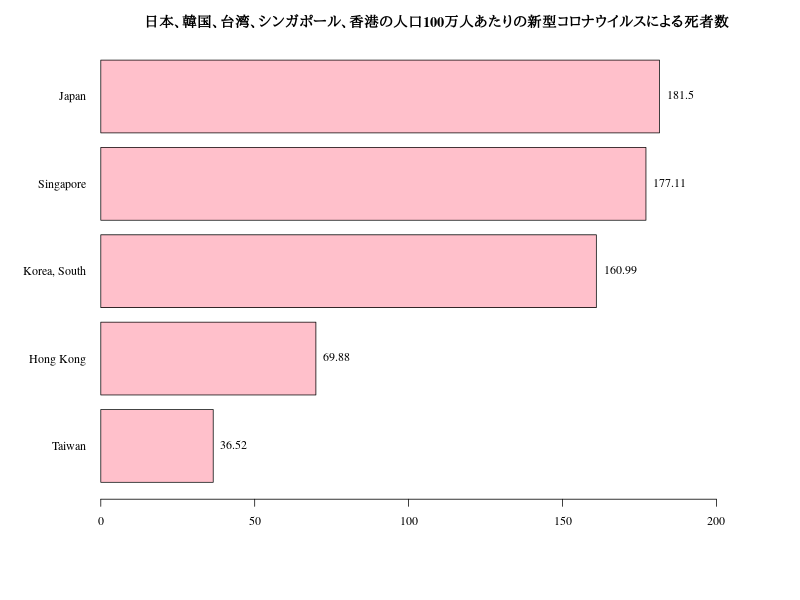 日本、韓国、台湾、シンガポール、香港の人口100万人あたりの新型コロナウイルスによる死者数
Japan 181.5
Singapore 177.11
Korea, South 160.99
Hong Kong 69.88
Taiwan 36.52
0 50 100 150 200